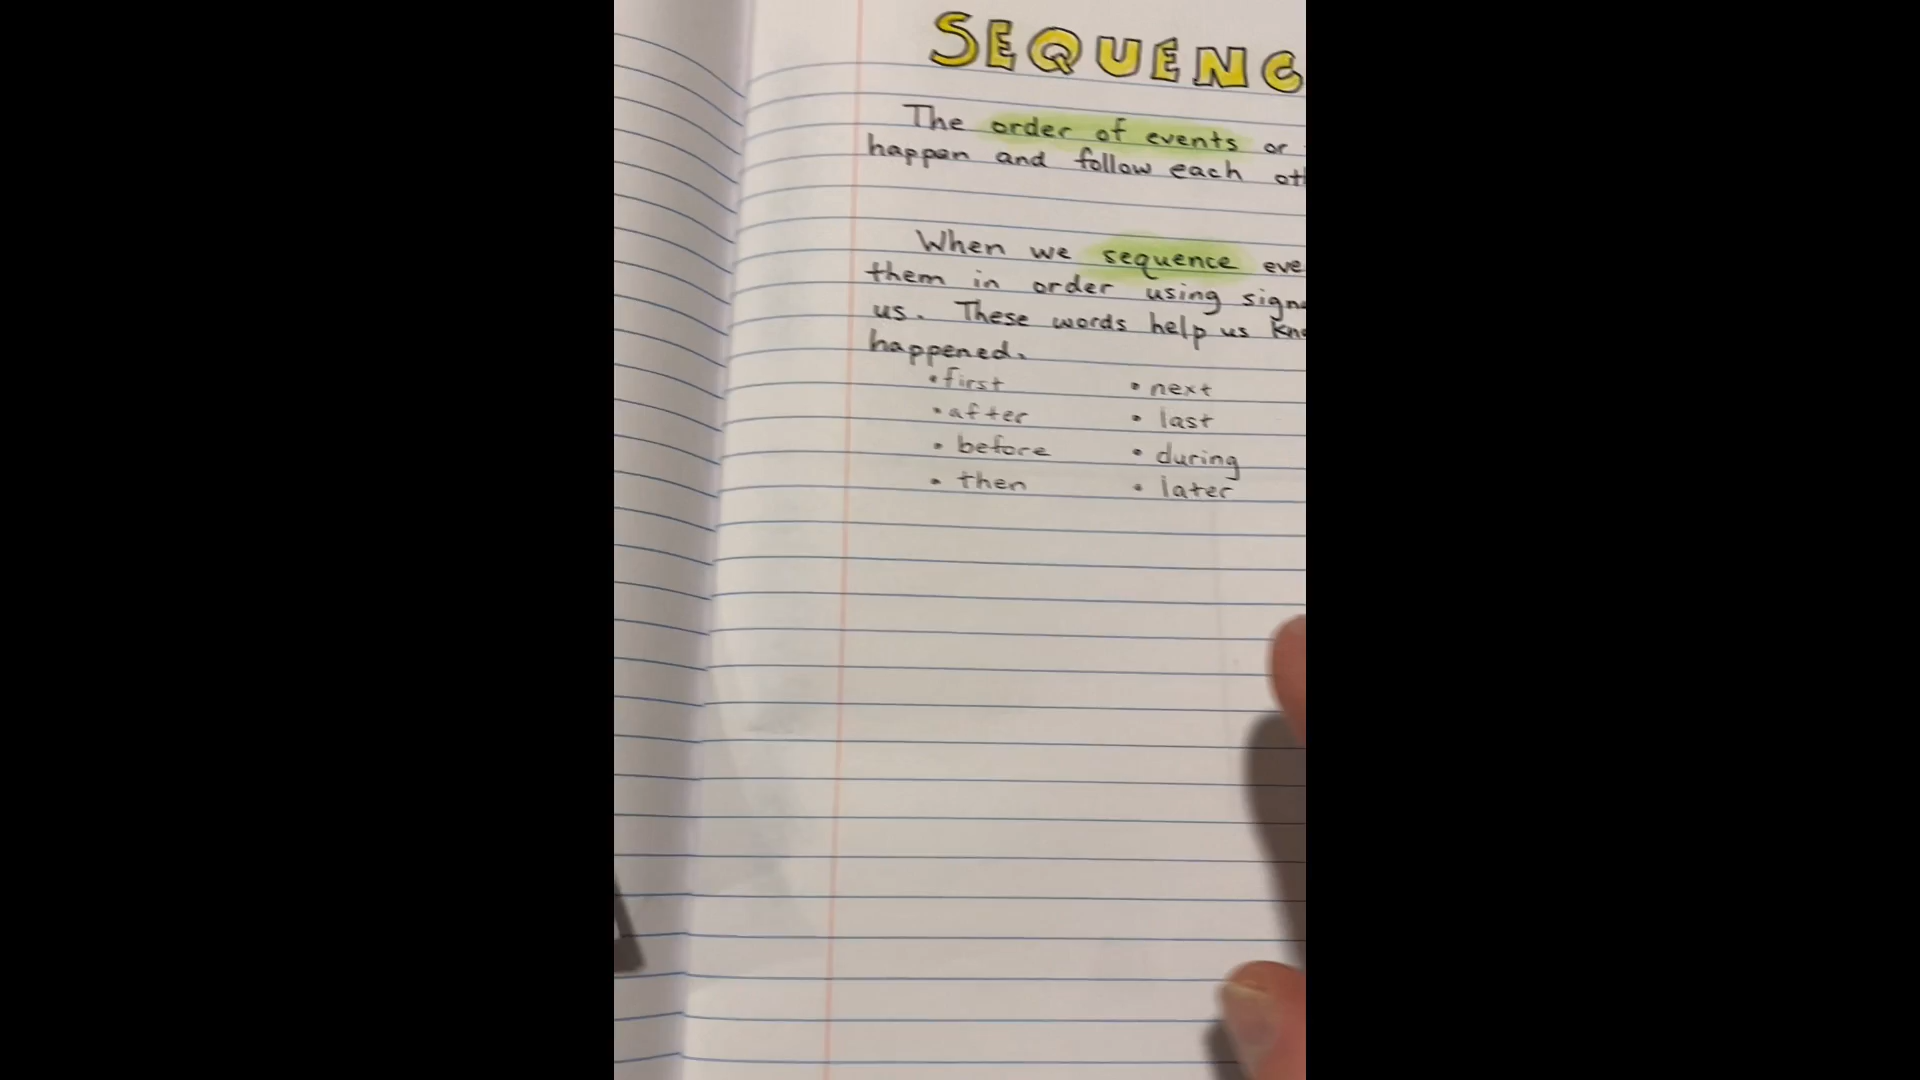 SEQUENC
The order of events or
happen and follow each
When we sequence
them in order using
us. These words help us
happened.
• first • next
• after • last
• before • during
• then • later